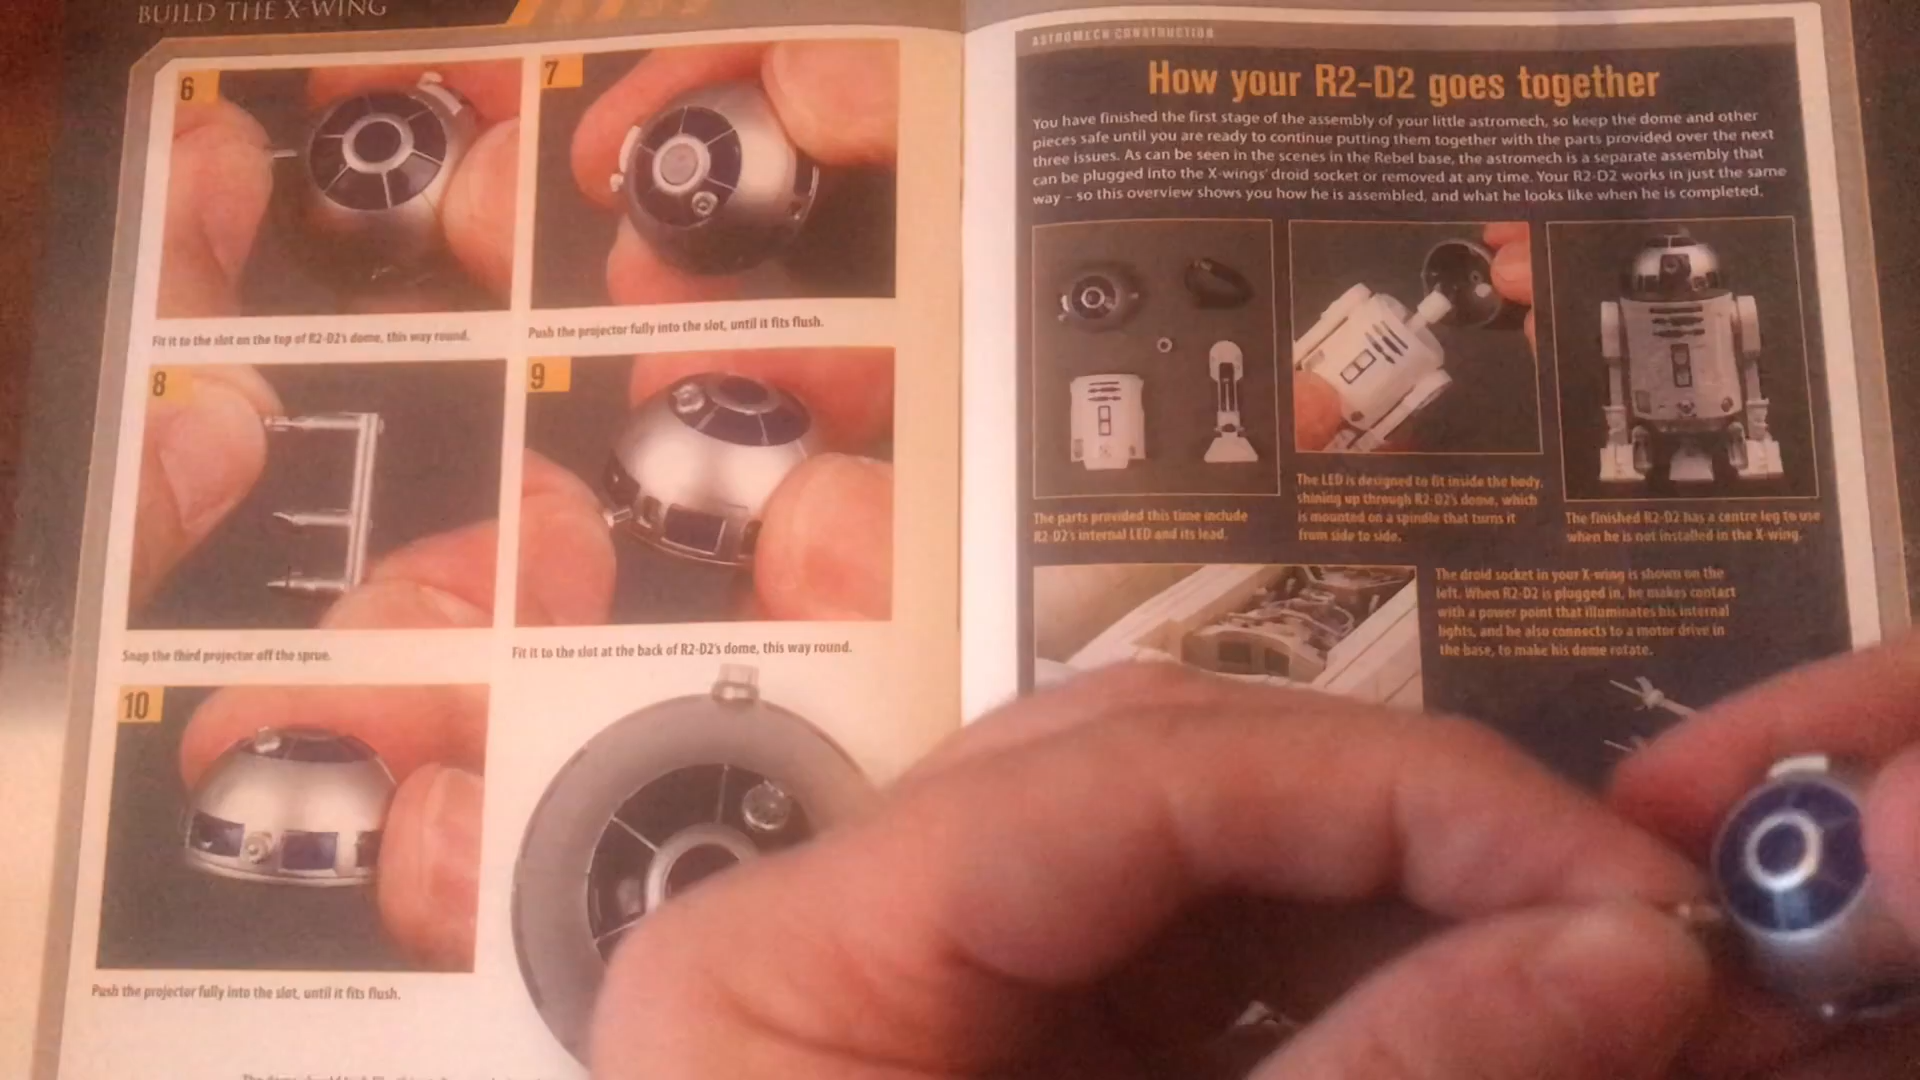 BUILD THE X-WING
6
7
Fit it to the slot on the top of R2-D2's dome, this way round.
Push the projector fully into the slot, until it fits flush.
8
9
Snap the third projector off the sprue.
Fit it to the slot at the back of R2-D2's dome, this way round.
10
Push the projector fully into the slot, until it fits flush.
ASTROMECH CONSTRUCTION
How your R2-D2 goes together
You have finished the first stage of the assembly of your little astromech, so keep the dome and other
pieces safe until you are ready to continue putting them together with the parts provided over the next
three issues. As can be seen in the scenes in the Rebel base, the astromech is a separate assembly that
can be plugged into the X-wings' droid socket or removed at any time. Your R2-D2 works in just the same
way – so this overview shows you how he is assembled, and what he looks like when he is completed.
The parts provided this time include
R2-D2's internal LED and its lead.
The LED is designed to fit inside the body,
shining up through R2-D2's dome, which
is mounted on a spindle that turns it
from side to side.
The finished R2-D2 has a centre leg to use
when he is not installed in the X-wing.
The droid socket in your X-wing is shown on the
left. When R2-D2 is plugged in, he makes contact
with a power point that illuminates his internal
lights, and he also connects to a motor drive in
the base, to make his dome rotate.